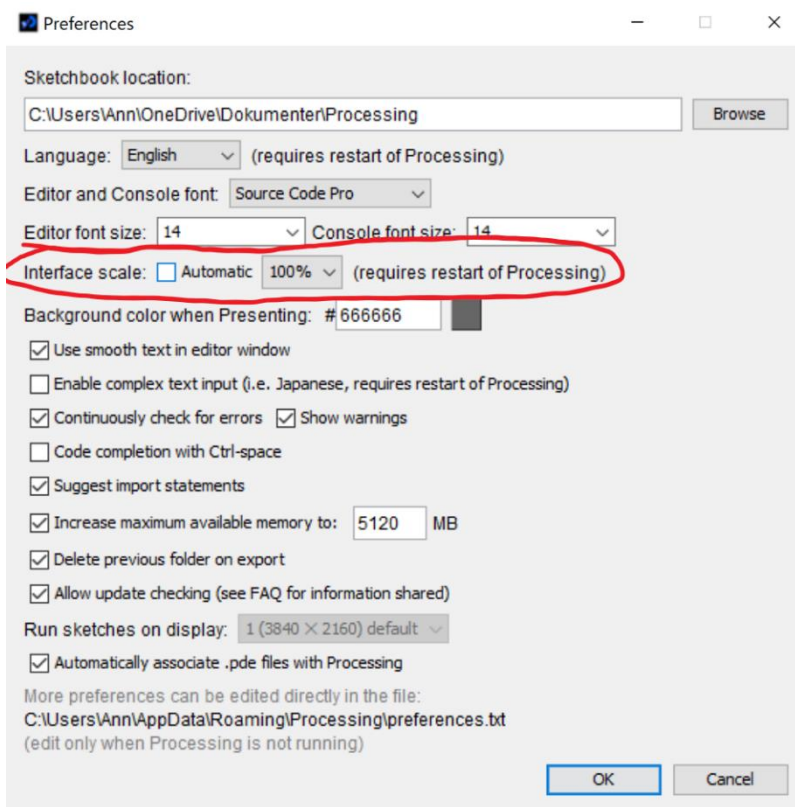 Preferences
Sketchbook location:
C:\Users\Ann\OneDrive\Dokumenter\Processing Browse
Language: English (requires restart of Processing)
Editor and Console font: Source Code Pro
Editor font size: 14 Console font size: 14
Interface scale: Automatic 100% (requires restart of Processing)
Background color when Presenting: # 666666
Use smooth text in editor window
Enable complex text input (i.e. Japanese, requires restart of Processing)
Continuously check for errors Show warnings
Code completion with Ctrl-space
Suggest import statements
Increase maximum available memory to: 5120 MB
Delete previous folder on export
Allow update checking (see FAQ for information shared)
Run sketches on display: 1 (3840 × 2160) default
Automatically associate .pde files with Processing
More preferences can be edited directly in the file:
C:\Users\Ann\AppData\Roaming\Processing\preferences.txt
(edit only when Processing is not running)
OK Cancel